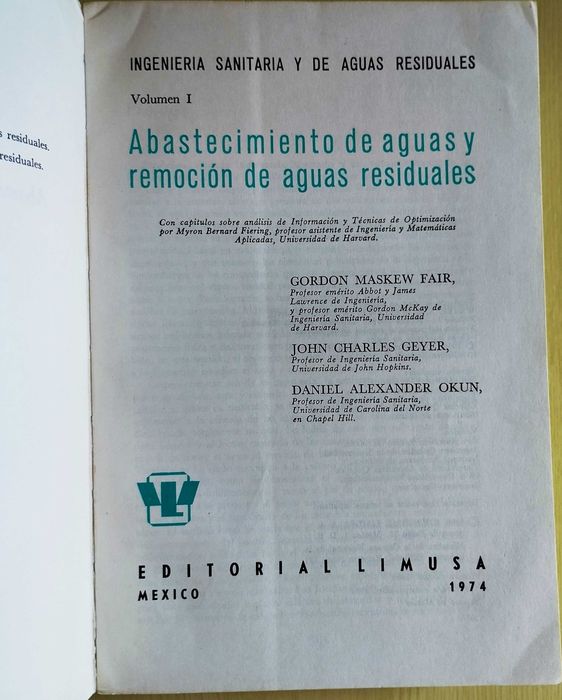 s residuales.
residuales.
INGENIERIA SANITARIA Y DE AGUAS RESIDUALES
Volumen I
Abastecimiento de aguas y
remoción de aguas residuales
Con capítulos sobre análisis de Información y Técnicas de Optimización
por Myron Bernard Fiering, profesor asistente de Ingeniería y Matemáticas
Aplicadas, Universidad de Harvard.
GORDON MASKEW FAIR,
Profesor emérito Abbot y James
Lawrence de Ingeniería,
y profesor emérito Gordon McKay de
Ingeniería Sanitaria, Universidad
de Harvard.
JOHN CHARLES GEYER,
Profesor de Ingeniería Sanitaria,
Universidad de John Hopkins.
DANIEL ALEXANDER OKUN,
Profesor de Ingeniería Sanitaria,
Universidad de Carolina del Norte
en Chapel Hill.
EDITORIAL LIMUSA
MEXICO 1974